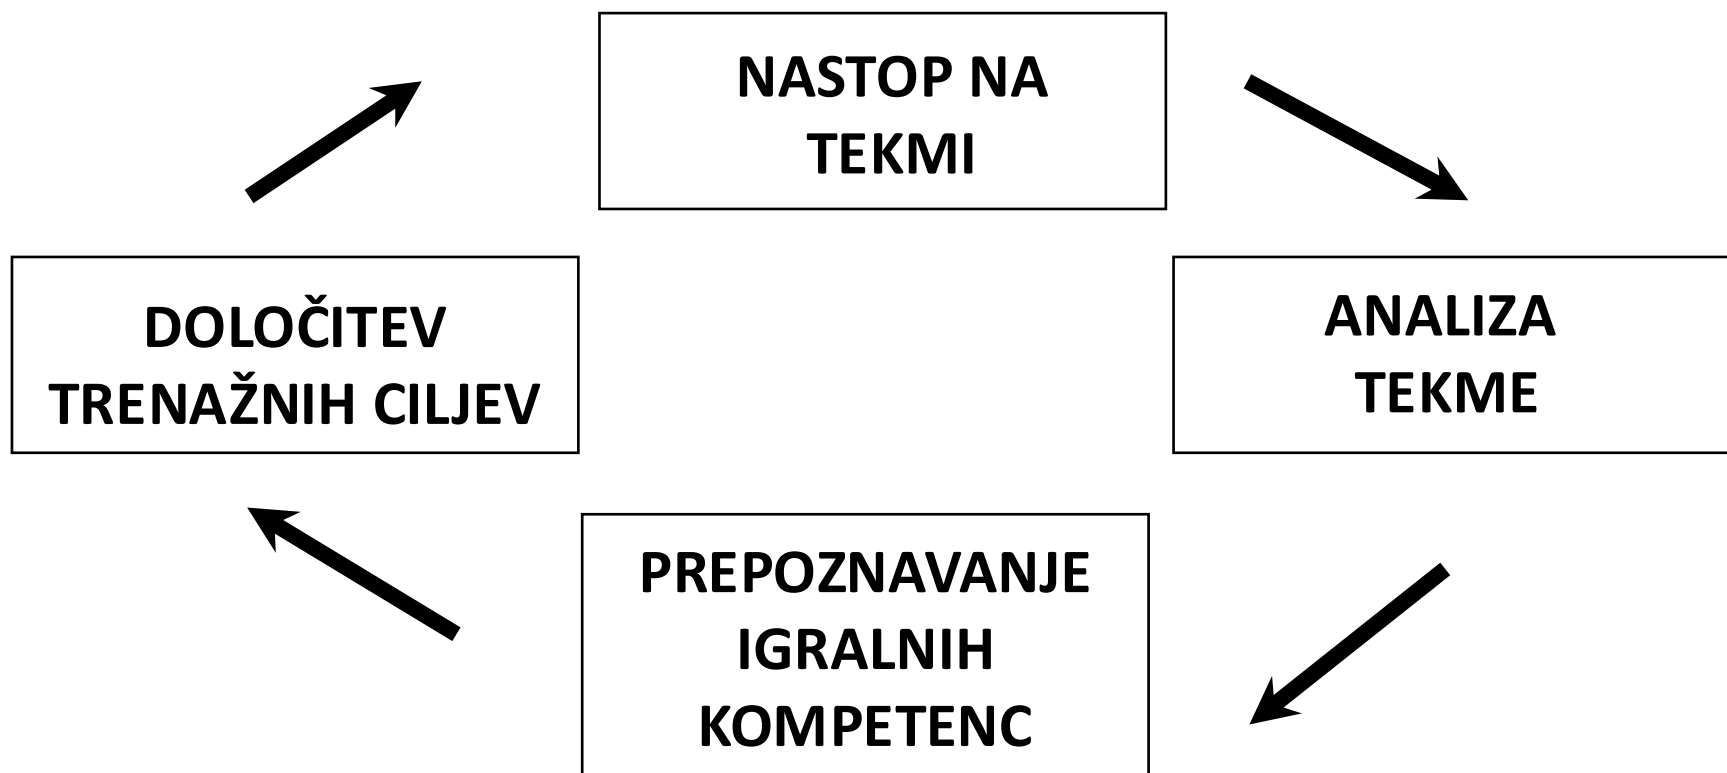 NASTOP NA
TEKMI
DOLOČITEV
TRENAŽNIH CILJEV
ANALIZA
TEKME
PREPOZNAVANJE
IGRALNIH
KOMPETENC